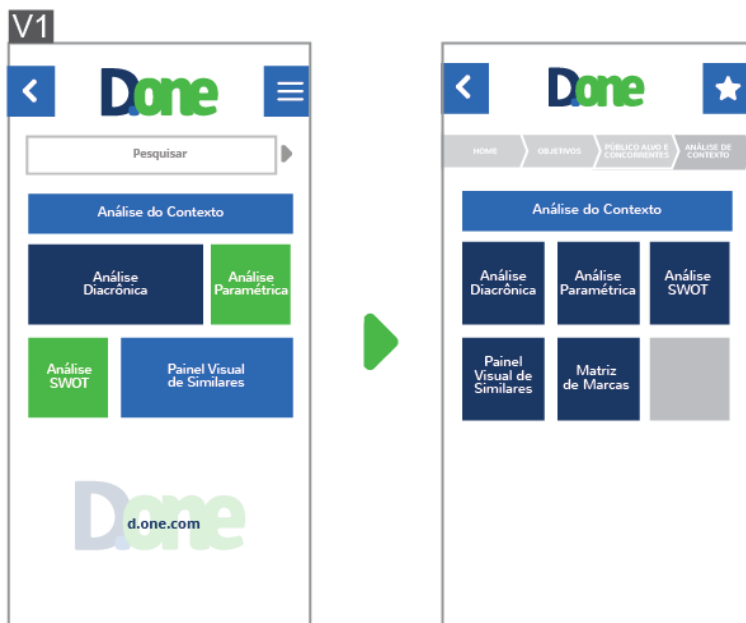 V1
D.one
Pesquisar
Análise do Contexto
Análise
Diacrônica
Análise
Paramétrica
Análise
SWOT
Painel Visual
de Similares
D.one
d.one.com
D.one
HOME
OBJETIVOS
PÚBLICO ALVO E
CONCORRENTES
ANÁLISE DE
CONTEXTO
Análise do Contexto
Análise
Diacrônica
Análise
Paramétrica
Análise
SWOT
Painel
Visual de
Similares
Matriz
de Marcas